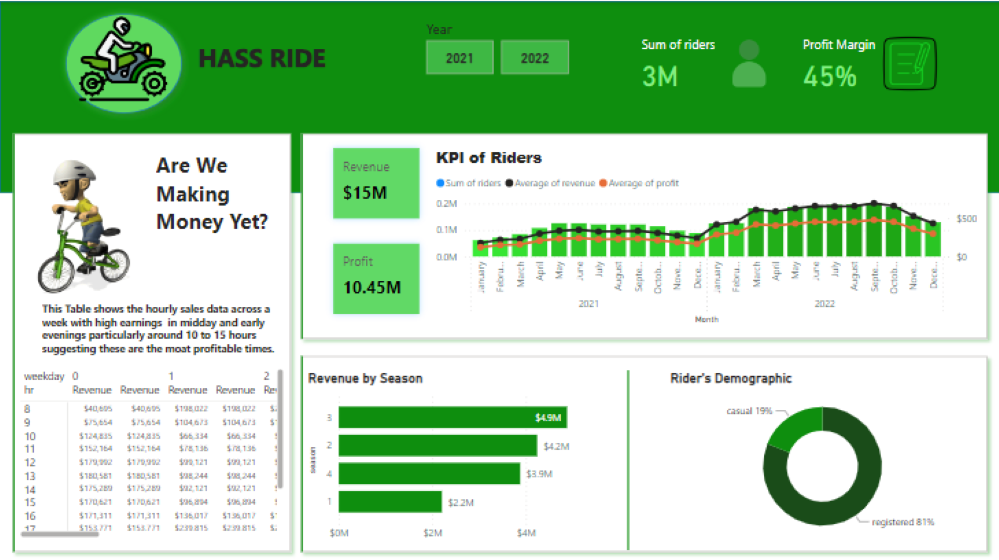 HASS RIDE
Year
2021
2022
Sum of riders
3M
Profit Margin
45%
Are We
Making
Money Yet?
This Table shows the hourly sales data across a
week with high earnings in midday and early
evenings particularly around 10 to 15 hours
suggesting these are the moat profitable times.
weekday 0 1 2
hr Revenue Revenue Revenue Revenue Re
8 $40,695 $40,695 $198,022 $198,022
9 $75,654 $75,654 $104,673 $104,673
10 $124,835 $124,835 $66,334 $66,334
11 $152,164 $152,164 $78,136 $78,136
12 $179,992 $179,992 $99,121 $99,121
13 $180,581 $180,581 $98,244 $98,244
14 $175,289 $175,289 $92,121 $92,121
15 $170,621 $170,621 $96,894 $96,894
16 $171,311 $171,311 $136,017 $136,017
17 $153,771 $153,771 $239,815 $239,815
Revenue
$15M
Profit
10.45M
KPI of Riders
Sum of riders Average of revenue Average of profit
0.2M
0.1M
0.0M
$500
$0
January Febru... March April May June July August Septe... Octob... Nove... Dece... January Febru... March April May June July August Septe... Octob... Nove... Dece...
2021 2022
Month
Revenue by Season
season
3 $4.9M
2 $4.2M
4 $3.9M
1 $2.2M
$0M $2M $4M
Rider's Demographic
casual 19%
registered 81%